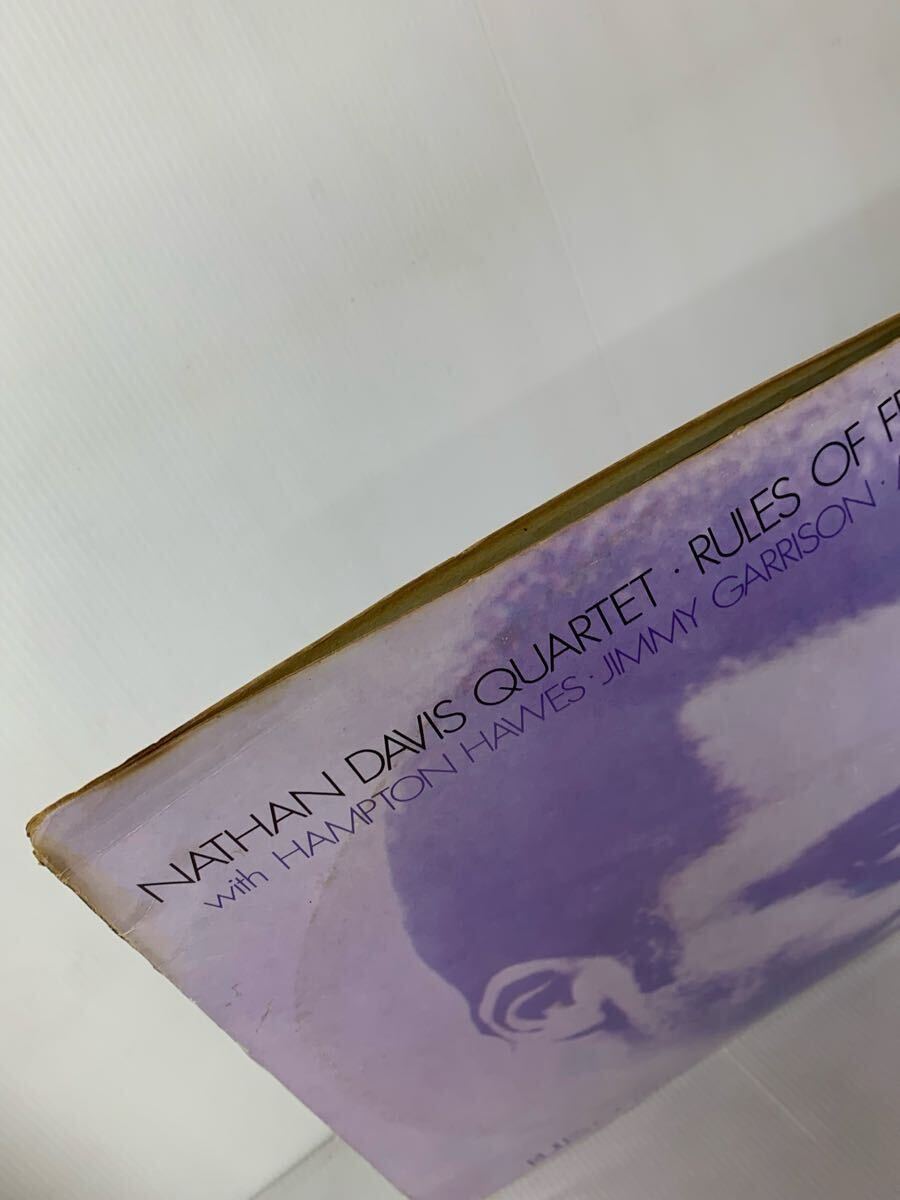 NATHAN DAVIS QUARTET · RULES OF
with HAMPTON HAWES · JIMMY GARRISON ·